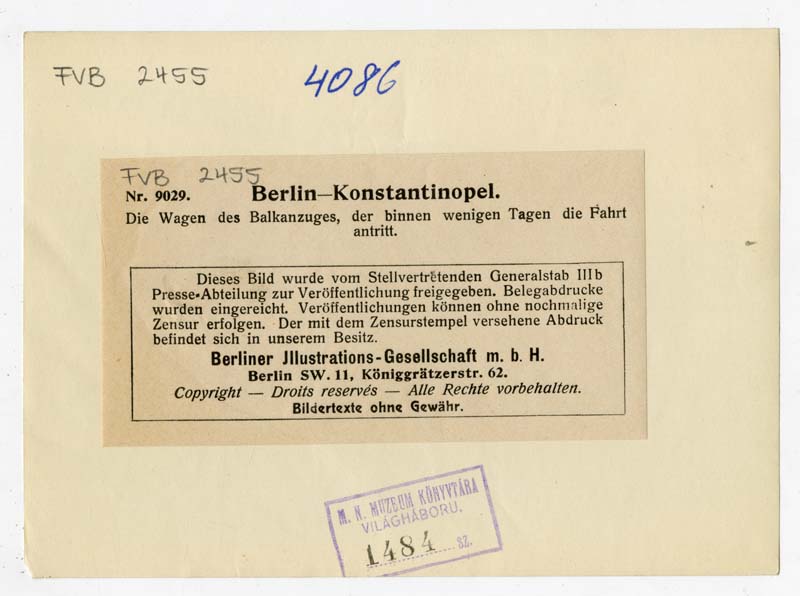 FVB 2455 4086
FVB 2455
Nr. 9029. Berlin—Konstantinopel.
Die Wagen des Balkanzuges, der binnen wenigen Tagen die Fahrt
antritt.
Dieses Bild wurde vom Stellvertretenden Generalstab IIIb
Presse-Abteilung zur Veröffentlichung freigegeben. Belegabdrucke
wurden eingereicht. Veröffentlichungen können ohne nochmalige
Zensur erfolgen. Der mit dem Zensurstempel versehene Abdruck
befindet sich in unserem Besitz.
Berliner Jllustrations-Gesellschaft m. b. H.
Berlin SW. 11, Königgrätzerstr. 62.
Copyright — Droits reservés — Alle Rechte vorbehalten.
Bildertexte ohne Gewähr.
M. N. MUZEUM KÖNYVTÁRA
VILÁGHÁBORU.
1484 SZ.